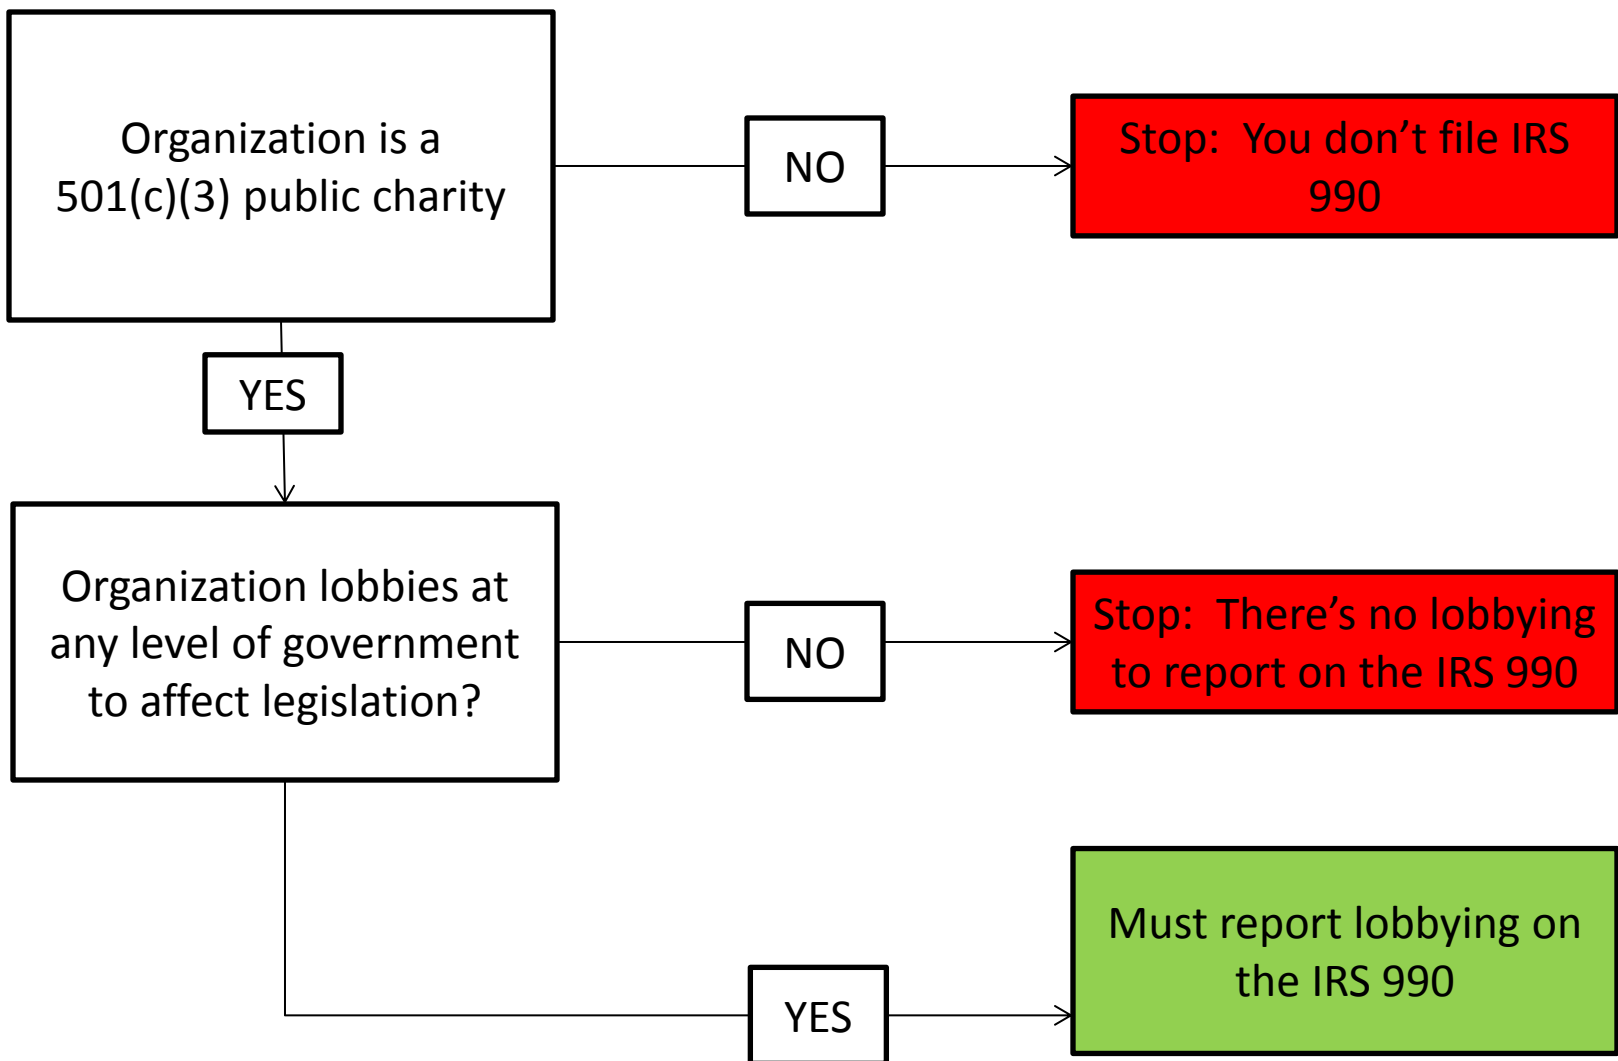 Organization is a
501(c)(3) public charity
NO
Stop:  You don’t file IRS
990
YES
Organization lobbies at
any level of government
to affect legislation?
NO
Stop:  There’s no lobbying
to report on the IRS 990
YES
Must report lobbying on
the IRS 990